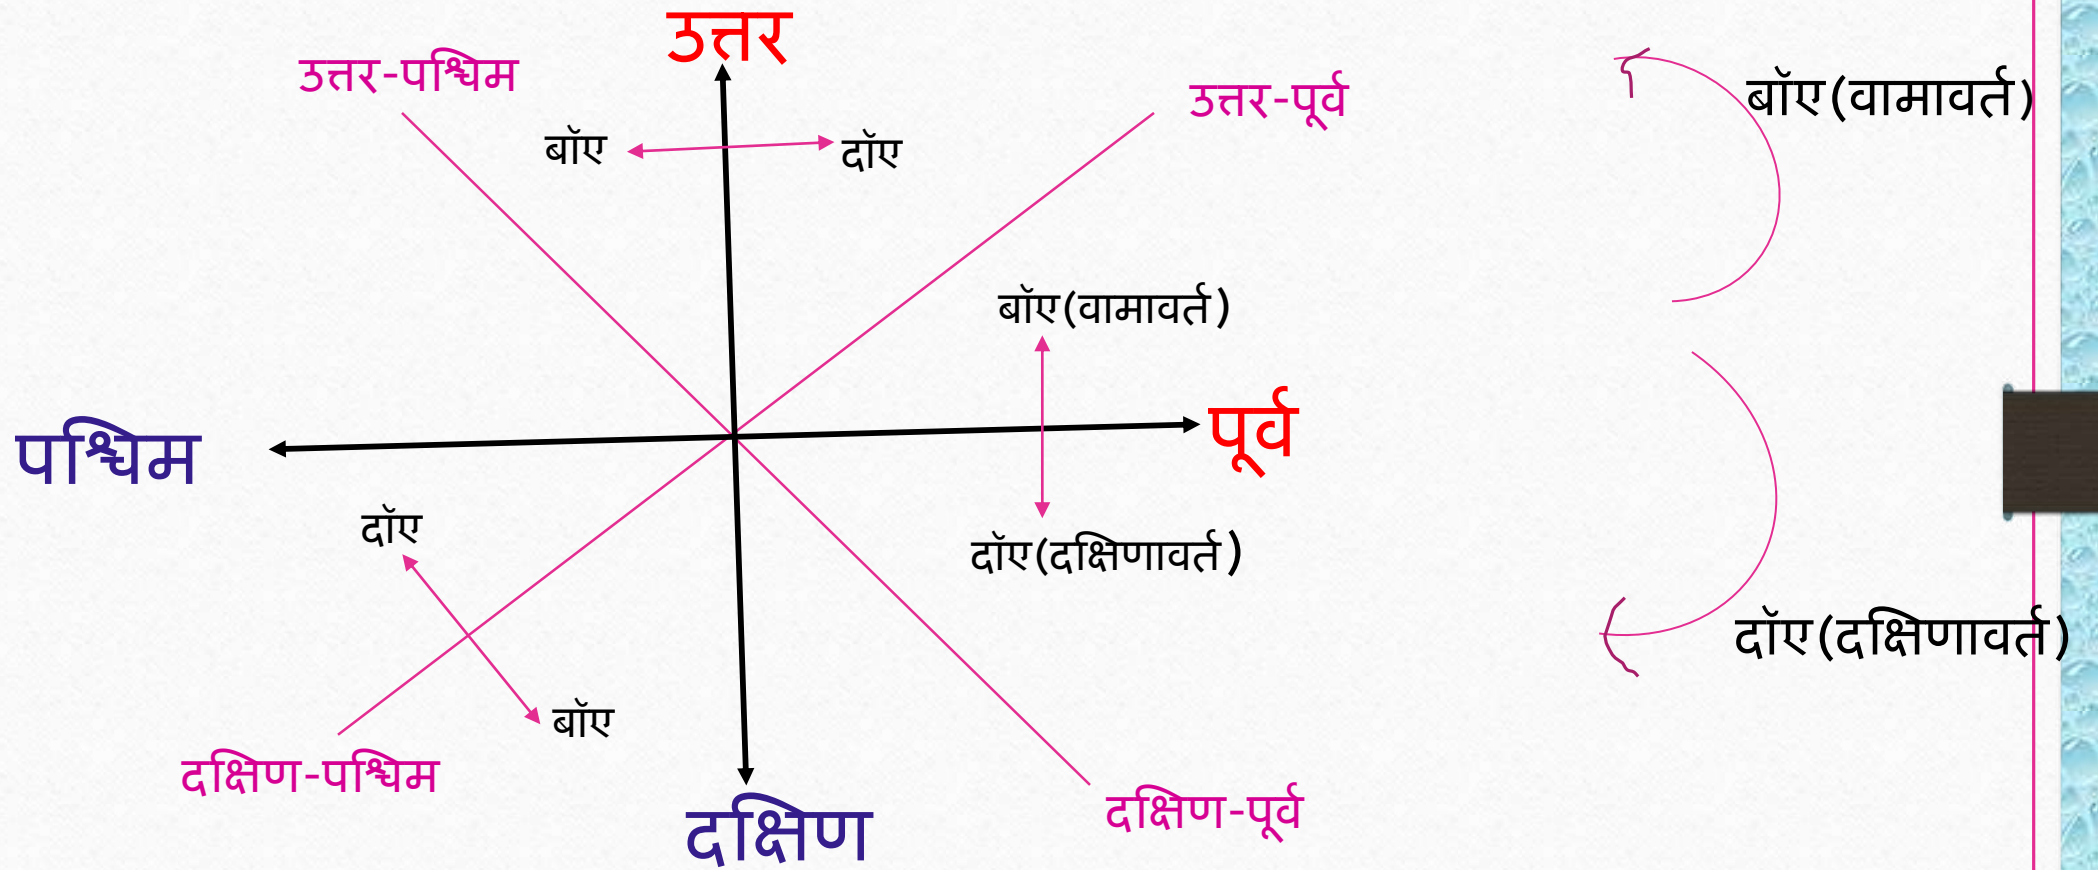 उत्तर
उत्तर-पश्चिम
उत्तर-पूर्व
बॉए(वामावर्त)
बॉए
दॉए
बॉए(वामावर्त)
पूर्व
पश्चिम
दॉए
दॉए(दक्षिणावर्त)
दॉए(दक्षिणावर्त)
बॉए
दक्षिण-पश्चिम
दक्षिण-पूर्व
दक्षिण